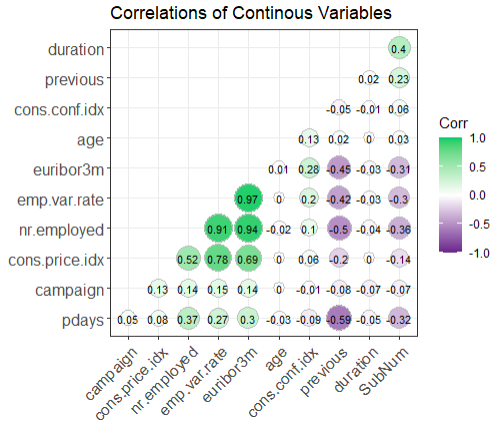 Correlations of Continous Variables
duration 0.4
previous 0.02 0.23
cons.conf.idx -0.05 -0.01 0.06
age 0.13 0.02 0 0.03
euribor3m 0.01 0.28 -0.45 -0.03 -0.31
emp.var.rate 0.97 0 0.2 -0.42 -0.03 -0.3
nr.employed 0.91 0.94 -0.02 0.1 -0.5 -0.04 -0.36
cons.price.idx 0.52 0.78 0.69 0 0.06 -0.2 0 -0.14
campaign 0.13 0.14 0.15 0.14 0 -0.01 -0.08 -0.07 -0.07
pdays 0.05 0.08 0.37 0.27 0.3 -0.03 -0.09 -0.59 -0.05 -0.32
campaign
cons.price.idx
nr.employed
emp.var.rate
euribor3m
age
cons.conf.idx
previous
duration
SubNum
Corr
1.0
0.5
0.0
-0.5
-1.0